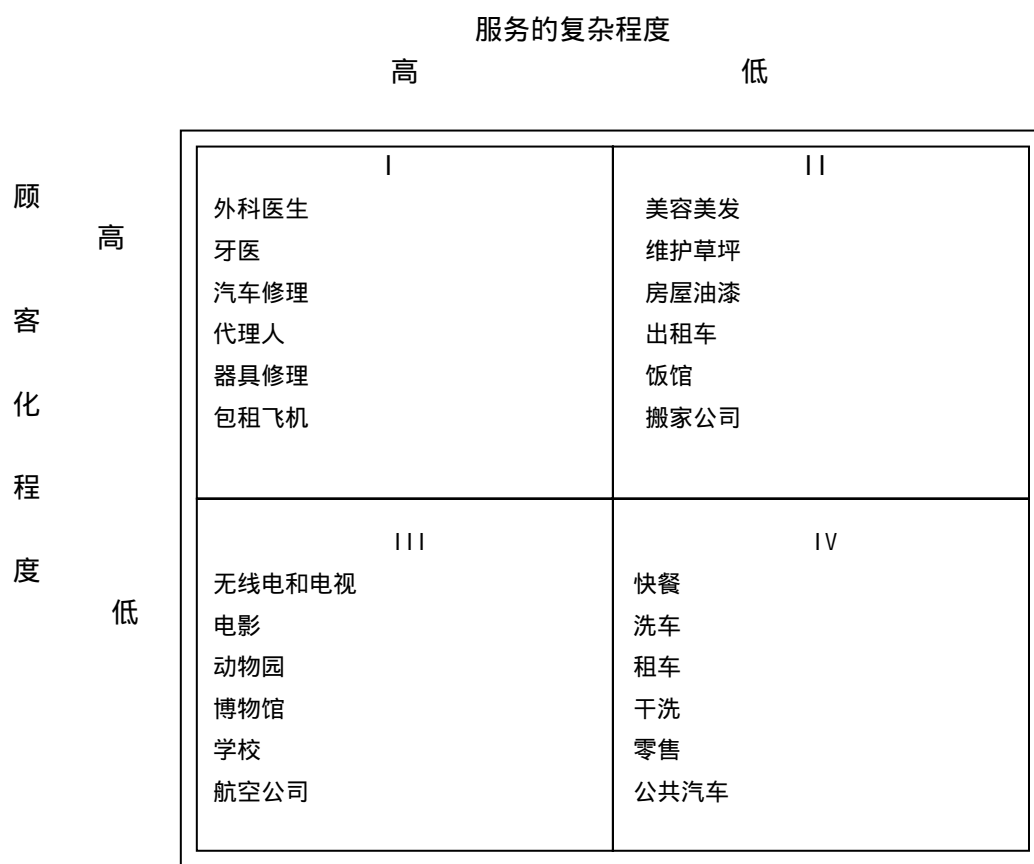 服务的复杂程度
高 低
顾客化程度
高
低
I
外科医生
牙医
汽车修理
代理人
器具修理
包租飞机
II
美容美发
维护草坪
房屋油漆
出租车
饭馆
搬家公司
III
无线电和电视
电影
动物园
博物馆
学校
航空公司
IV
快餐
洗车
租车
干洗
零售
公共汽车